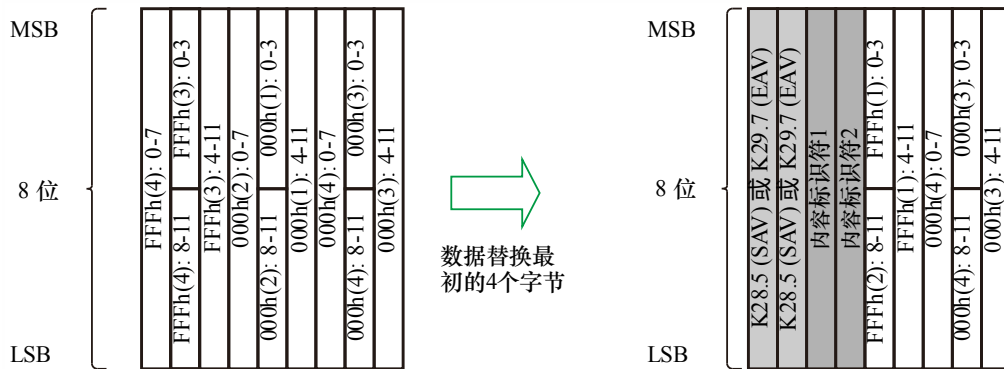 MSB
8 位
LSB
FFFh(4): 0-7
FFFh(3): 0-3
FFFh(4): 8-11
FFFh(3): 4-11
000h(2): 0-7
000h(1): 0-3
000h(2): 8-11
000h(1): 4-11
000h(4): 0-7
000h(3): 0-3
000h(4): 8-11
000h(3): 4-11
数据替换最
初的4个字节
MSB
8 位
LSB
K28.5 (SAV) 或 K29.7 (EAV)
K28.5 (SAV) 或 K29.7 (EAV)
内容标识符1
内容标识符2
FFFh(1): 0-3
FFFh(2): 8-11
FFFh(1): 4-11
000h(4): 0-7
000h(3): 0-3
000h(4): 8-11
000h(3): 4-11